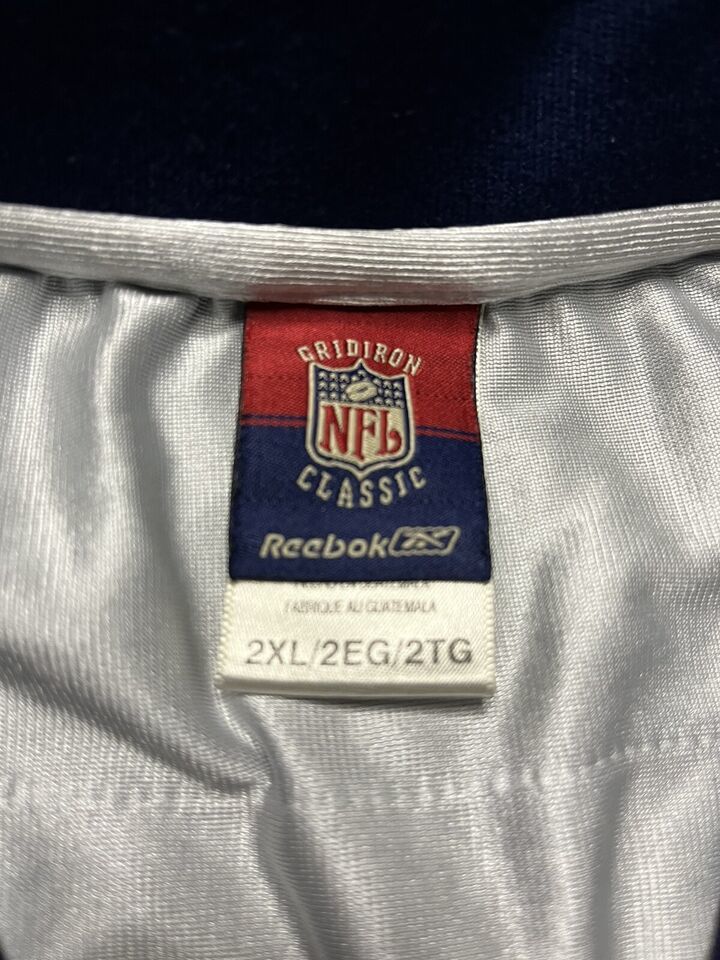 GRIDIRON
NFL
CLASSIC
Reebok
FABRIQUE AU GUATEMALA
2XL/2EG/2TG